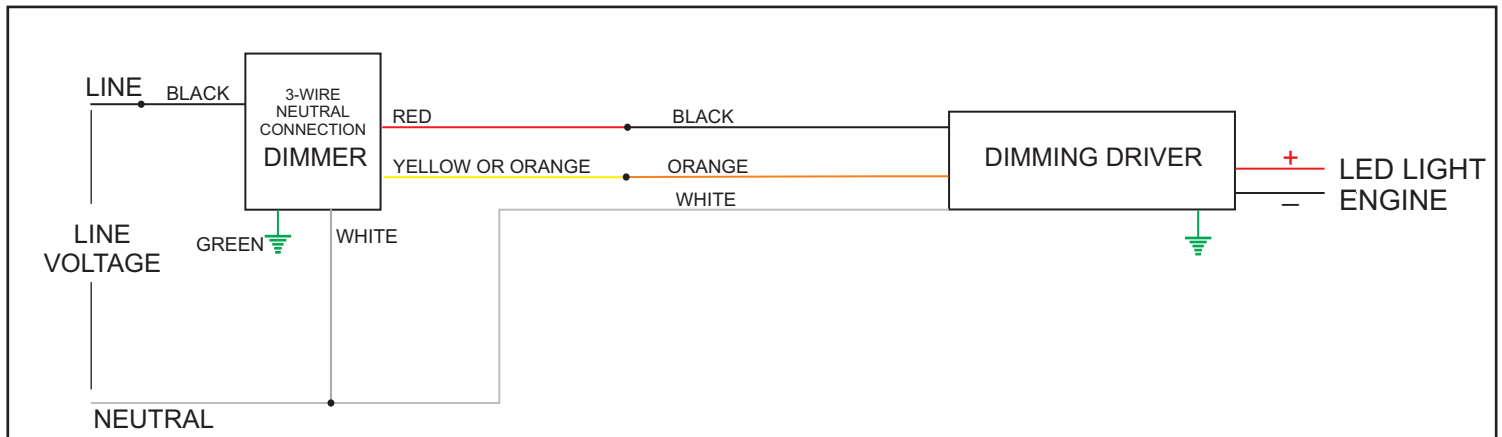 LINE
BLACK
3-WIRE
NEUTRAL
CONNECTION
DIMMER
RED
BLACK
YELLOW OR ORANGE
ORANGE
WHITE
DIMMING DRIVER
+
–
LED LIGHT
ENGINE
GREEN
WHITE
LINE
VOLTAGE
NEUTRAL